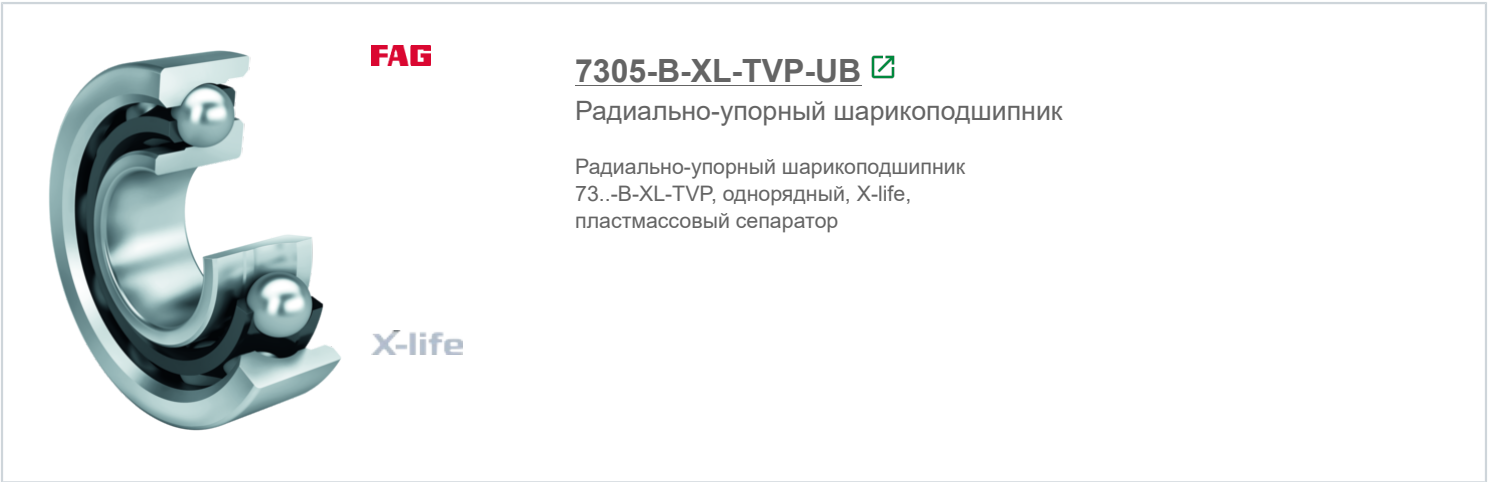 FAG
7305-B-XL-TVP-UB
Радиально-упорный шарикоподшипник
Радиально-упорный шарикоподшипник
73..-B-XL-TVP, однорядный, X-life,
пластмассовый сепаратор
X-life